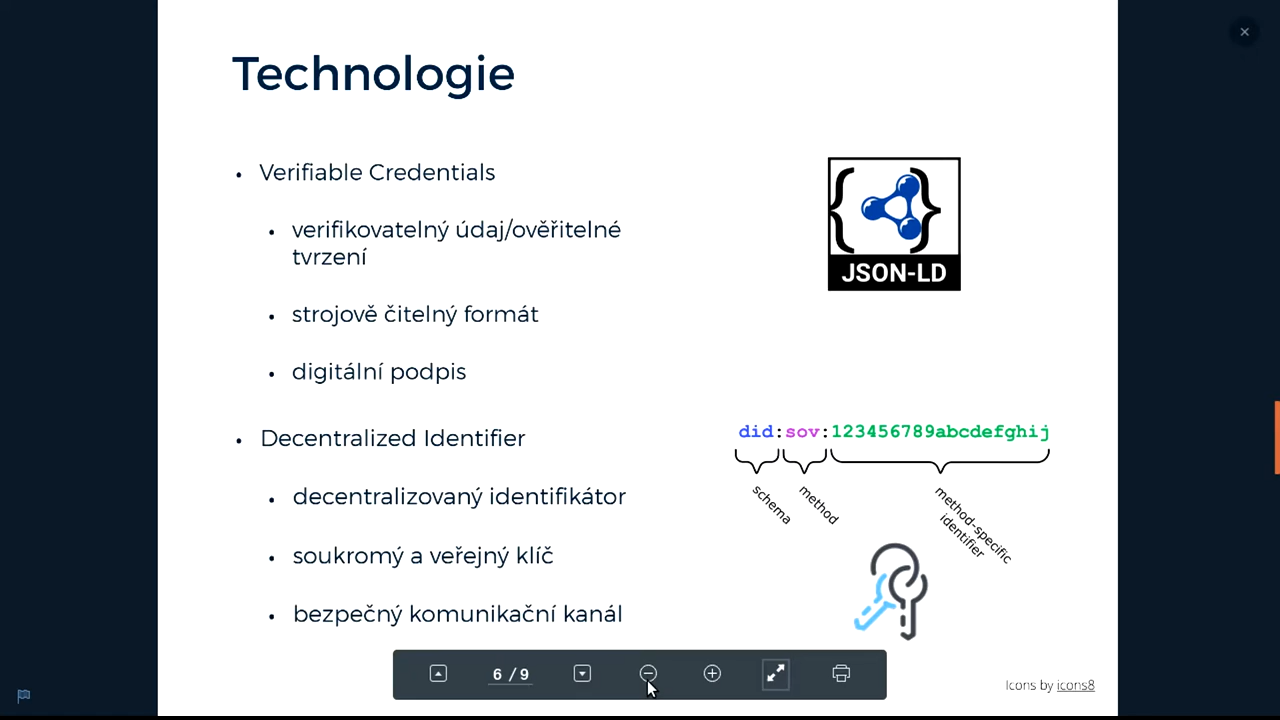 Technologie
• Verifiable Credentials
• verifikovatelný údaj/ověřitelné
tvrzení
• strojově čitelný formát
• digitální podpis
JSON-LD
• Decentralized Identifier
• decentralizovaný identifikátor
• soukromý a veřejný klíč
• bezpečný komunikační kanál
did:sov:123456789abcdefghij
schema
method
method-specific
identifier
6 / 9
Icons by icons8